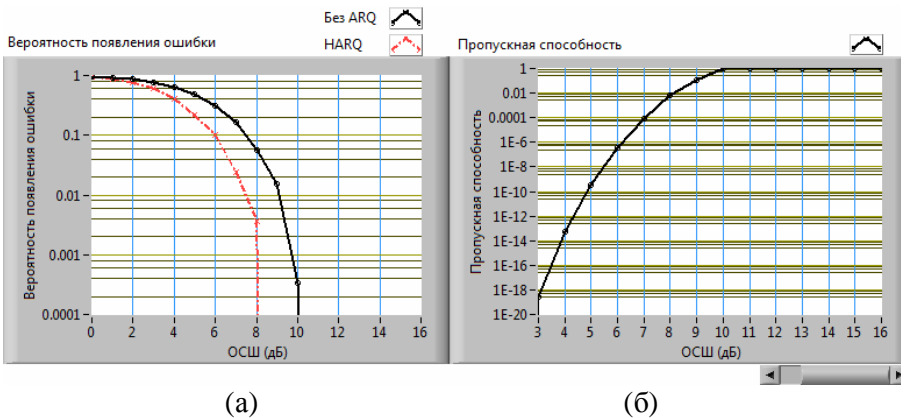 Без ARQ
HARQ
Вероятность появления ошибки
Вероятность появления ошибки
1
0.1
0.01
0.001
0.0001
0 2 4 6 8 10 12 14 16
ОСШ (дБ)
(а)
Пропускная способность
Пропускная способность
1
0.01
0.0001
1E-6
1E-8
1E-10
1E-12
1E-14
1E-16
1E-18
1E-20
3 4 5 6 7 8 9 10 11 12 13 14 15 16
ОСШ (дБ)
(б)